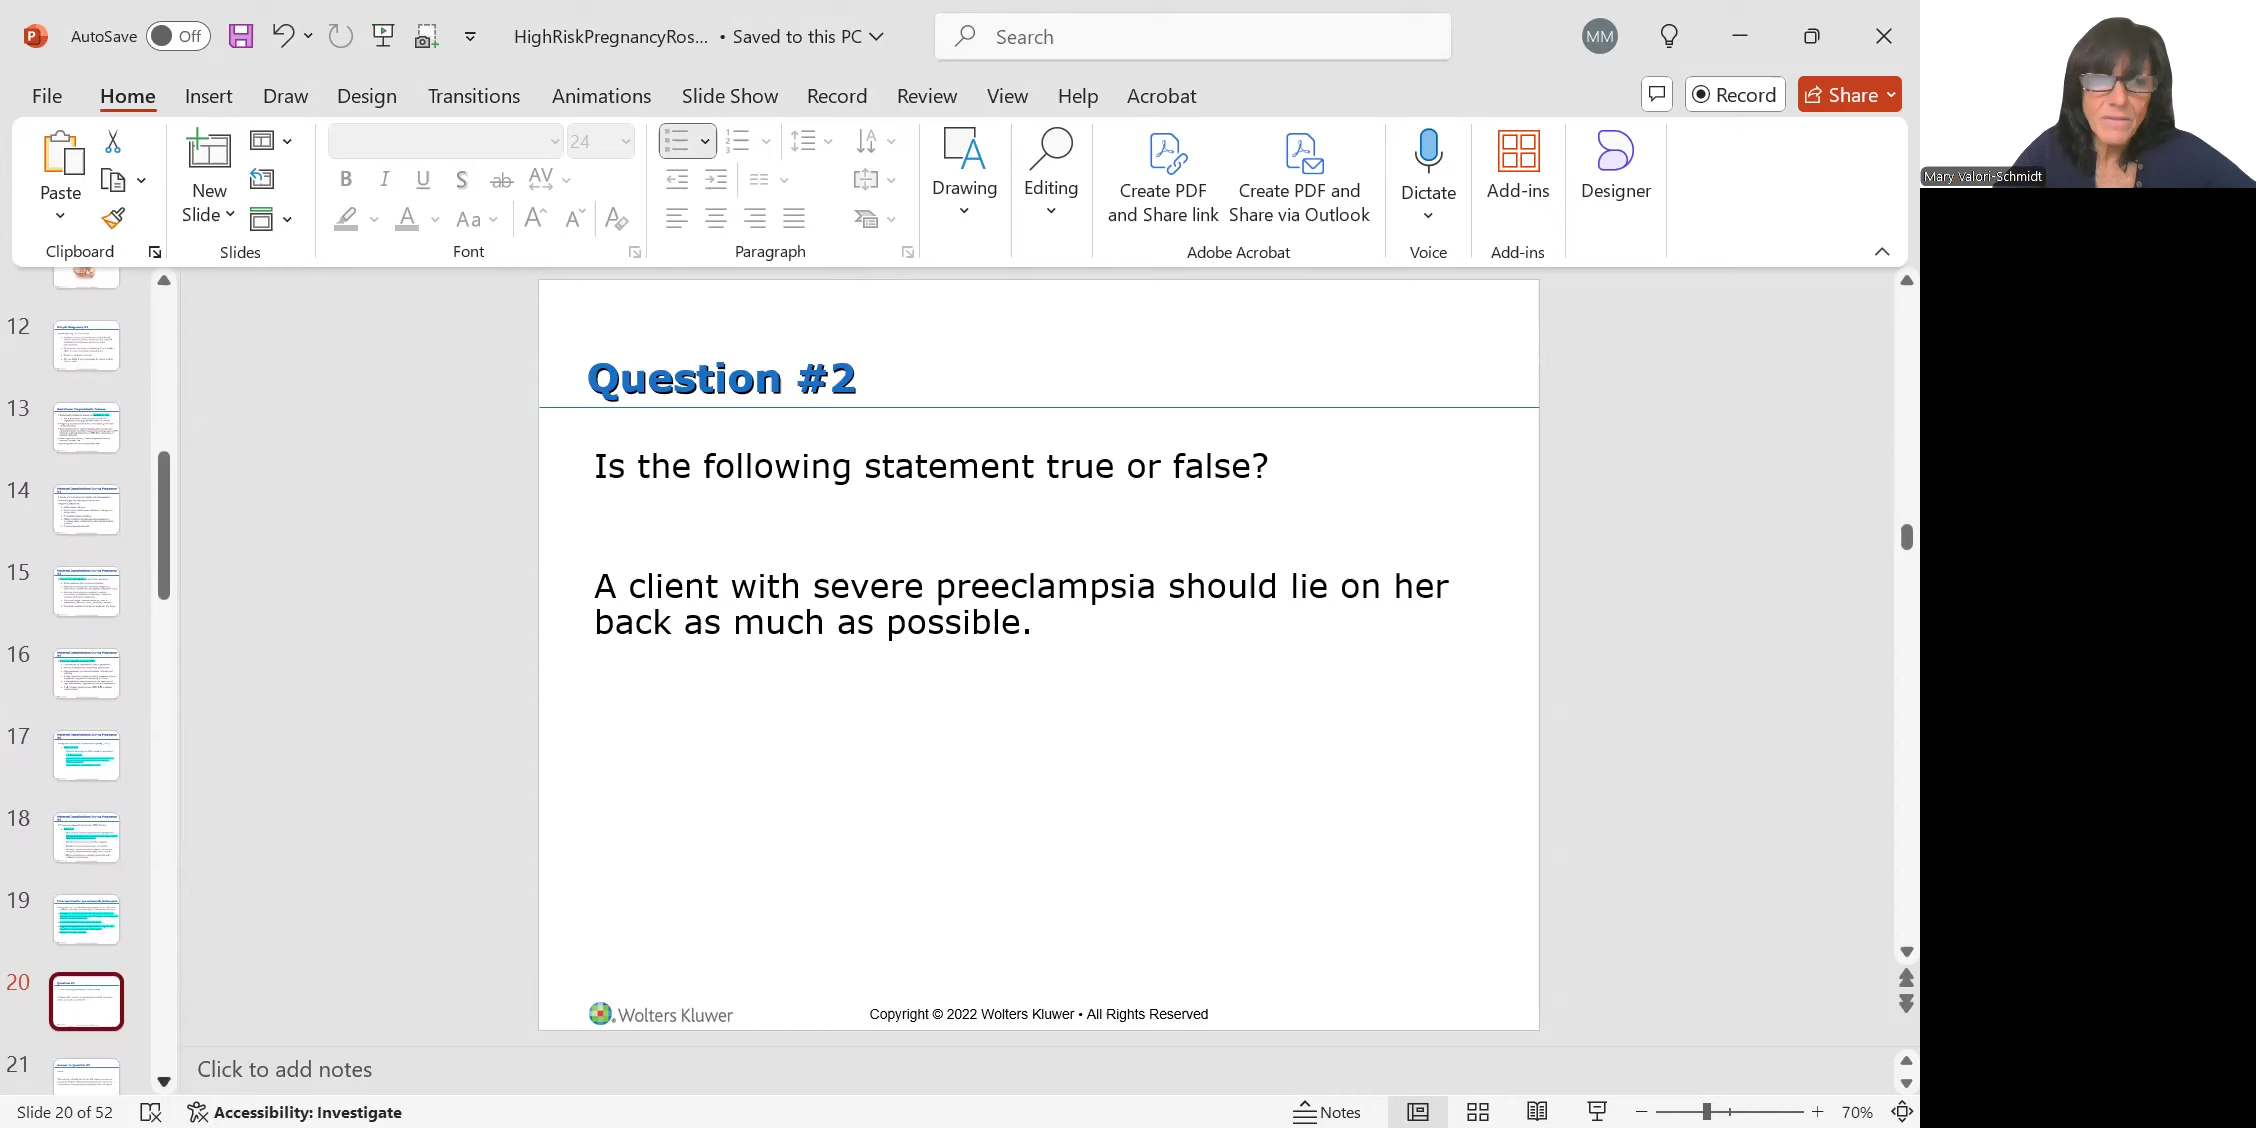 AutoSave Off HighRiskPregnancyRos... • Saved to this PC Search MM
File Home Insert Draw Design Transitions Animations Slide Show Record Review View Help Acrobat Record Share
Paste
New
Slide
24
B I U S ab AV
A Aa A A A
Drawing
Editing
Create PDF
and Share link
Create PDF and
Share via Outlook
Dictate
Add-ins
Designer
Clipboard Slides Font Paragraph Adobe Acrobat Voice Add-ins
Mary Valori-Schmidt
12
13
14
15
16
17
18
19
20
21
Question #2
Is the following statement true or false?
A client with severe preeclampsia should lie on her
back as much as possible.
Wolters Kluwer
Copyright © 2022 Wolters Kluwer • All Rights Reserved
Click to add notes
Slide 20 of 52 Accessibility: Investigate Notes 70%